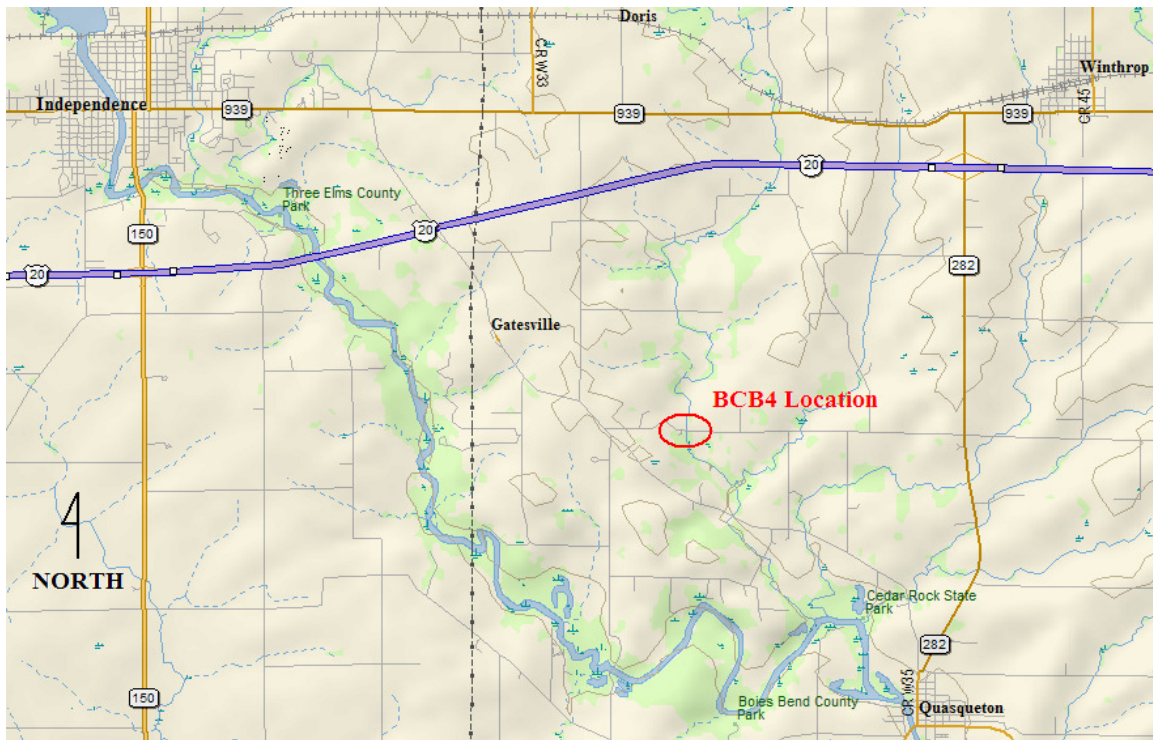 Doris
CR W33
Winthrop
Independence
939
939
939
CR 45
20
Three Elms County
Park
150
20
282
20
Gatesville
BCB4 Location
NORTH
Cedar Rock State
Park
282
150
Boies Bend County
Park
CR W35
Quasqueton